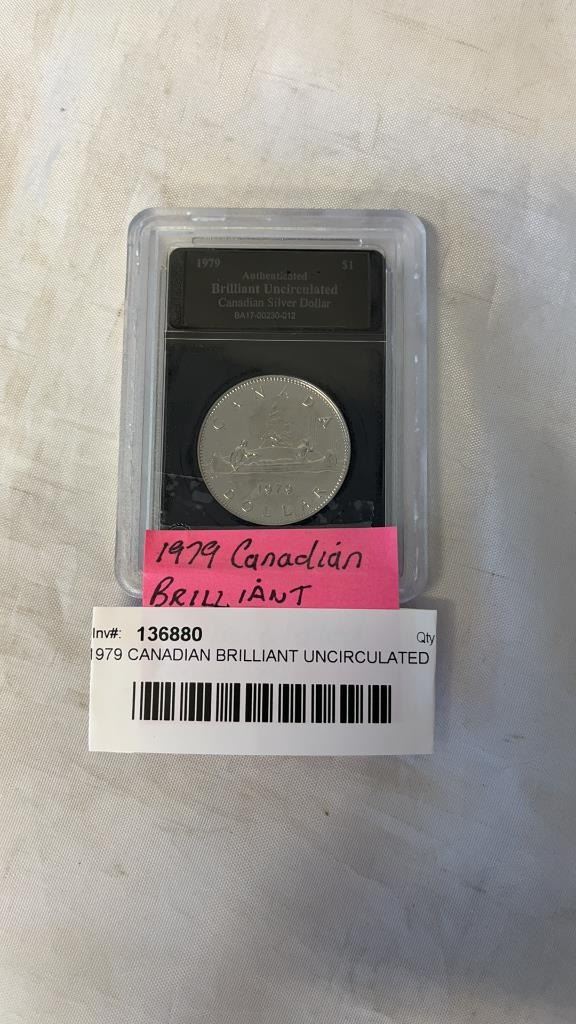 1979 $1
Authenticated
Brilliant Uncirculated
Canadian Silver Dollar
BA17-00230-012
CANADA
1979
DOLLAR
1979 Canadian
BRILLIANT
Inv#: 136880 Qty
1979 CANADIAN BRILLIANT UNCIRCULATED